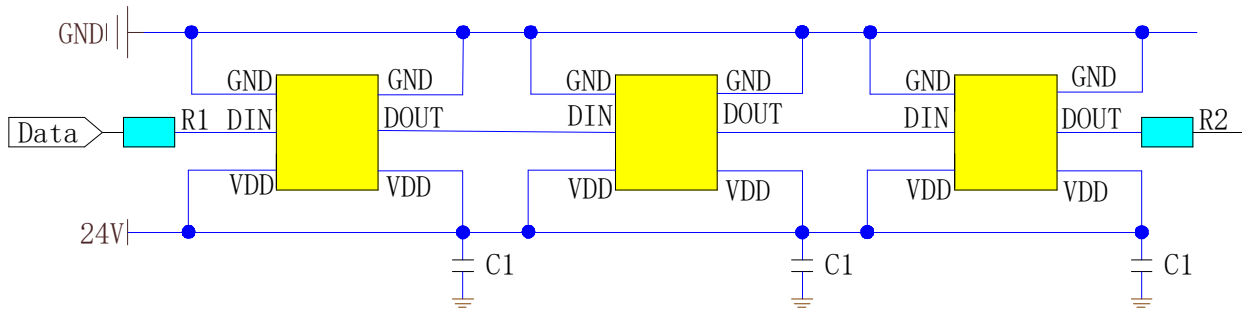 GND
GND GND GND GND GND GND
R1 DIN DOUT DIN DOUT DIN DOUT R2
Data
VDD VDD VDD VDD VDD VDD
24V
C1 C1 C1